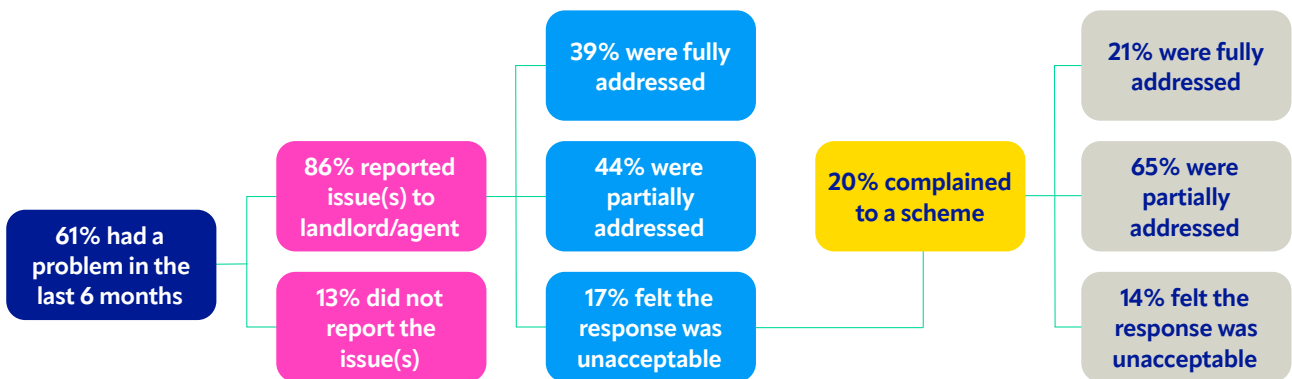 61% had a
problem in the
last 6 months
86% reported
issue(s) to
landlord/agent
13% did not
report the
issue(s)
39% were fully
addressed
44% were
partially
addressed
17% felt the
response was
unacceptable
20% complained
to a scheme
21% were fully
addressed
65% were
partially
addressed
14% felt the
response was
unacceptable